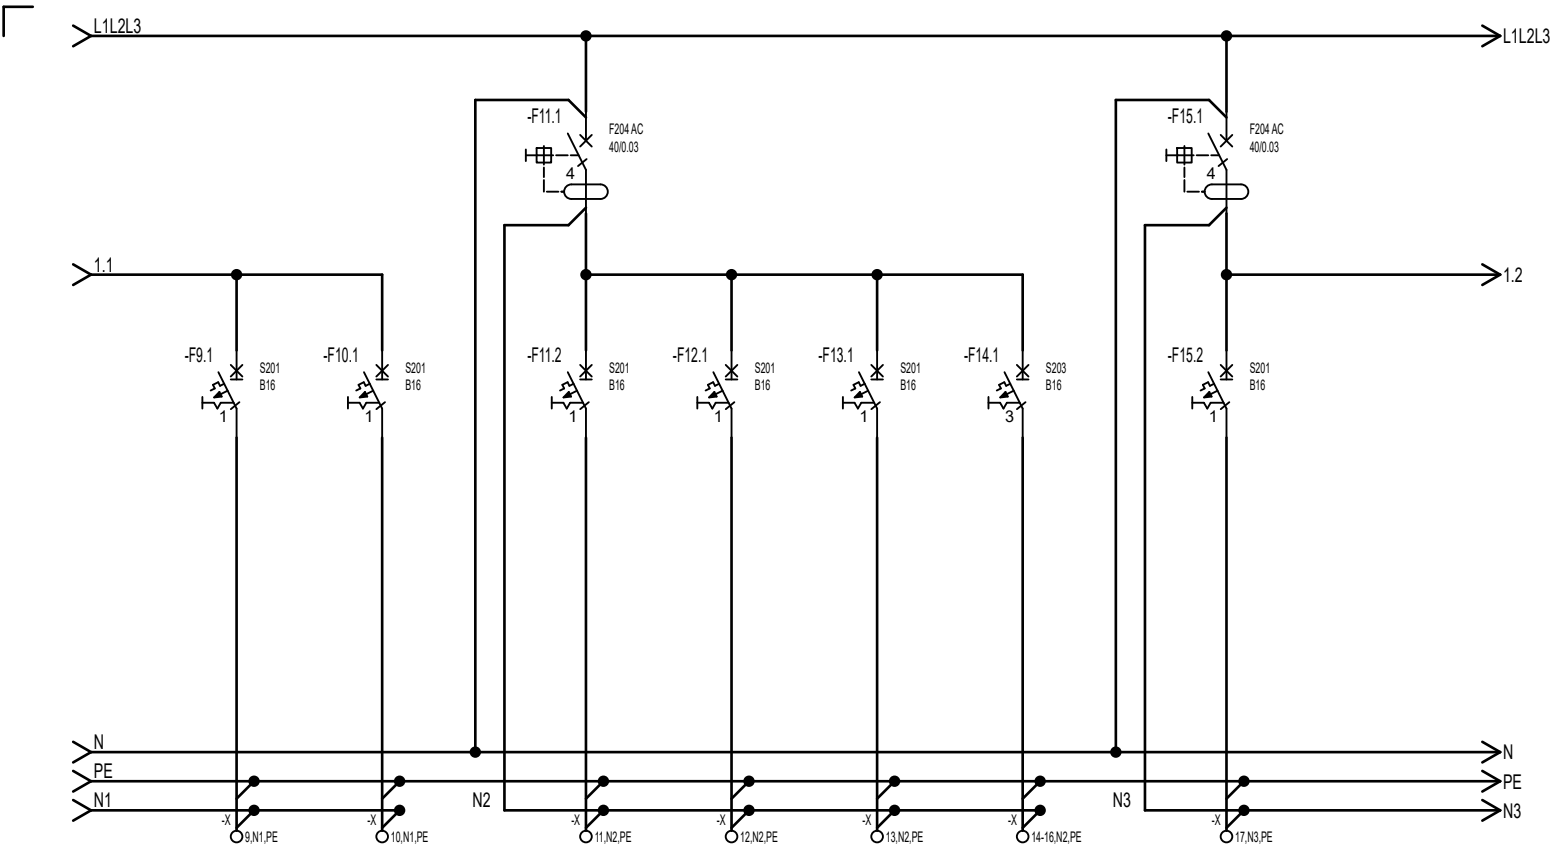 L1L2L3
L1L2L3
-F11.1
F204 AC
40/0.03
4
-F15.1
F204 AC
40/0.03
4
1.1
1.2
-F9.1
S201
B16
1
-F10.1
S201
B16
1
-F11.2
S201
B16
1
-F12.1
S201
B16
1
-F13.1
S201
B16
1
-F14.1
S203
B16
3
-F15.2
S201
B16
1
N
N
PE
PE
N1
N2
N3
N3
-X
9,N1,PE
-X
10,N1,PE
-X
11,N2,PE
-X
12,N2,PE
-X
13,N2,PE
-X
14-16,N2,PE
-X
17,N3,PE